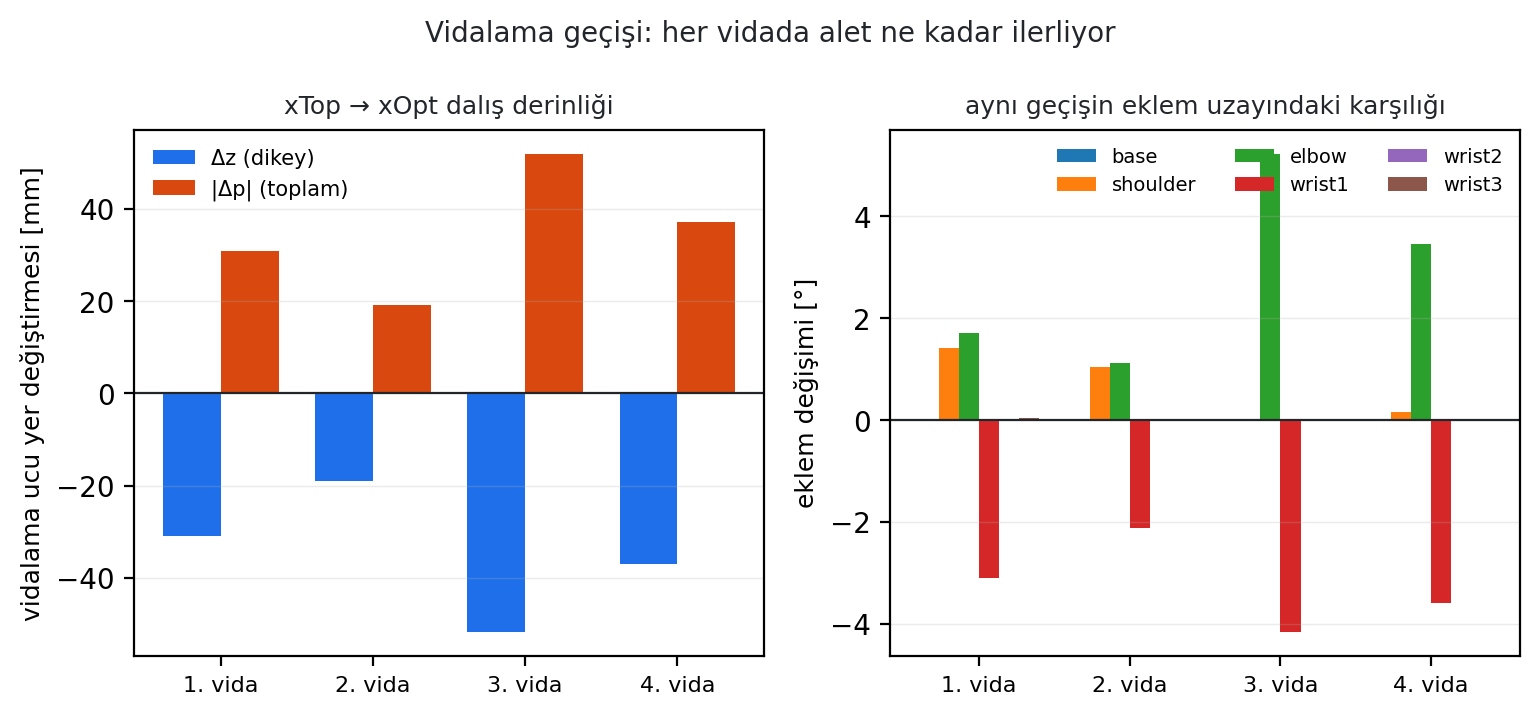 Vidalama geçişi: her vidada alet ne kadar ilerliyor
xTop → xOpt dalış derinliği
vidalama ucu yer değiştirmesi [mm]
Δz (dikey)
|Δp| (toplam)
40
20
0
−20
−40
1. vida
2. vida
3. vida
4. vida
aynı geçişin eklem uzayındaki karşılığı
eklem değişimi [°]
base
shoulder
elbow
wrist1
wrist2
wrist3
4
2
0
−2
−4
1. vida
2. vida
3. vida
4. vida